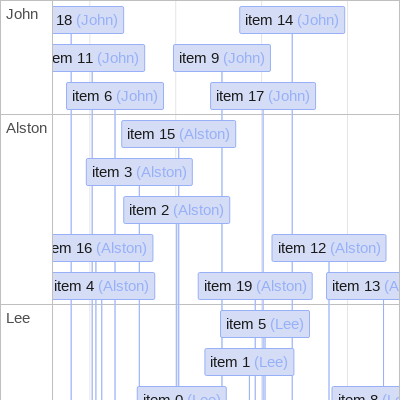 John
18 (John)
item 14 (John)
em 11 (John)
item 9 (John)
item 6 (John)
item 17 (John)
Alston
item 15 (Alston)
item 3 (Alston)
item 2 (Alston)
em 16 (Alston)
item 12 (Alston)
item 4 (Alston)
item 19 (Alston)
item 13 (A
Lee
item 5 (Lee)
item 1 (Lee)
item 0 (Lee)
item 8 (Le